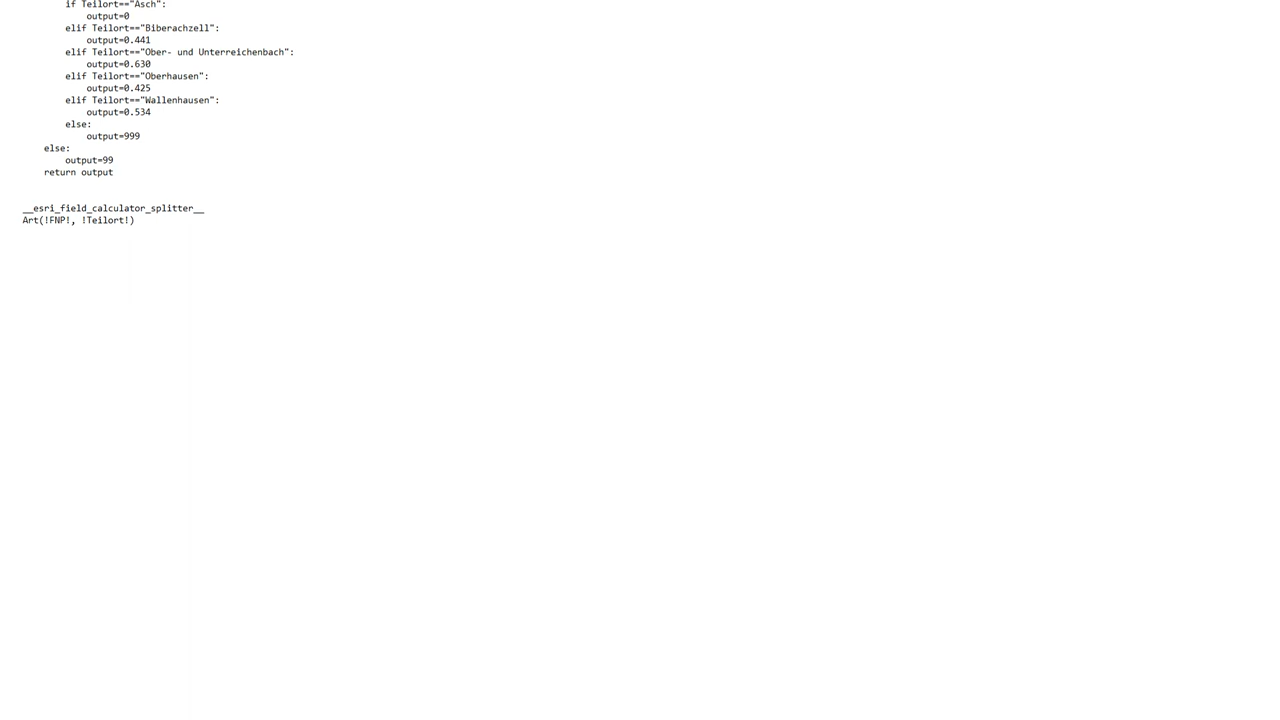 if Teilort=="Asch":
output=0
elif Teilort=="Biberachzell":
output=0.441
elif Teilort=="Ober- und Unterreichenbach":
output=0.630
elif Teilort=="Oberhausen":
output=0.425
elif Teilort=="Wallenhausen":
output=0.534
else:
output=999
else:
output=99
return output
__esri_field_calculator_splitter__
Art(!FNP!, !Teilort!)